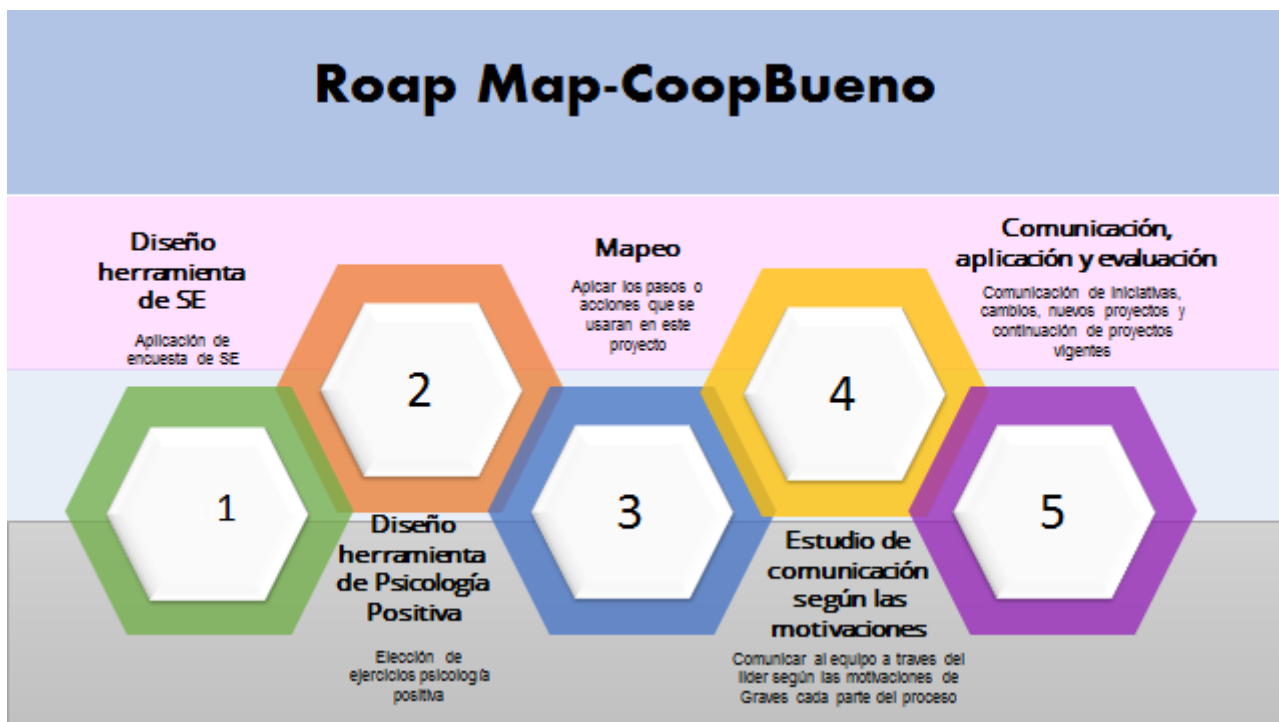 Roap Map-CoopBueno
Diseño
herramienta
de SE
Aplicación de
encuesta de SE
1
2
Diseño
herramienta
de Psicología
Positiva
Elección de
ejercicios psicología
positiva
Mapeo
Apicar los pasos o
acciones que se
usaran en este
proyecto
3
4
Estudio de
comunicación
según las
motivaciones
Comunicar al equipo a traves del
lider según las motivaciones de
Graves cada parte del proceso
Comunicación,
aplicación y evaluación
Comunicación de iniciativas,
cambios, nuevos proyectos y
continuación de proyectos
vigentes
5